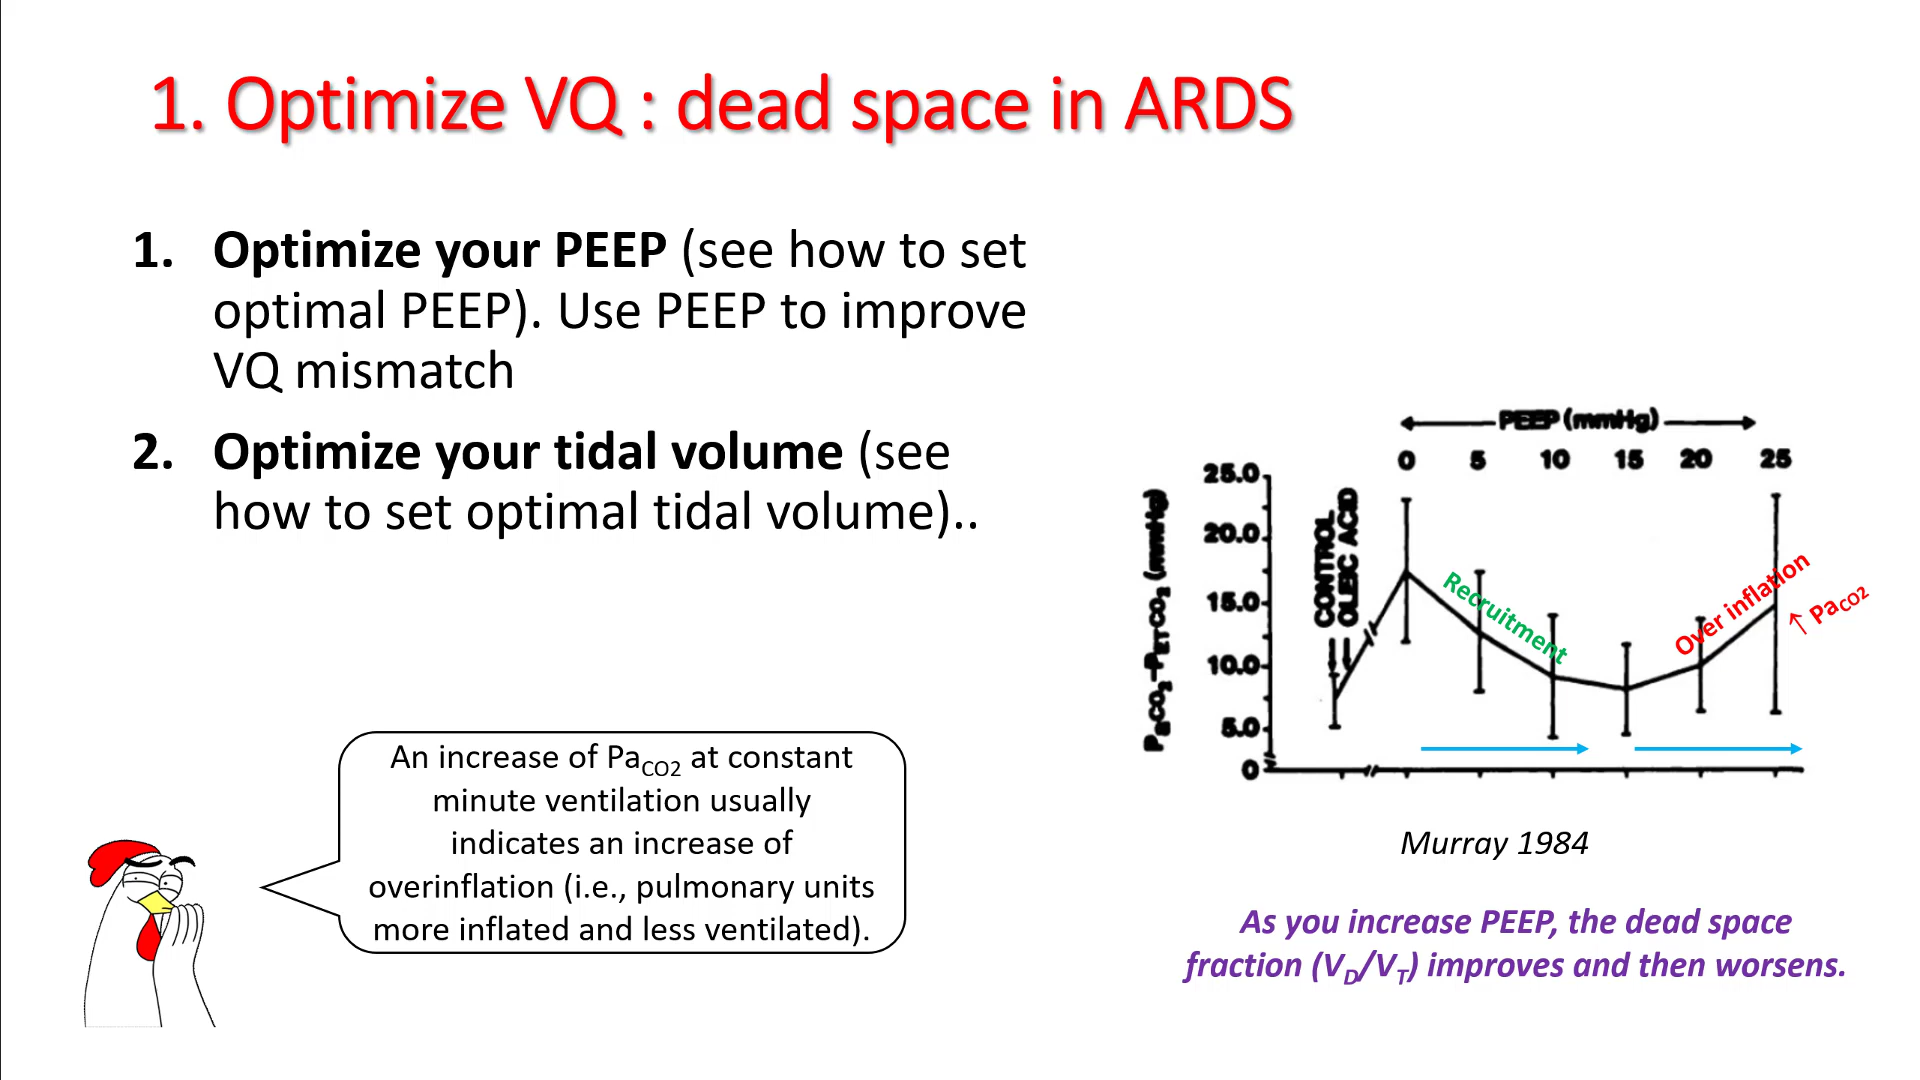 1. Optimize VQ : dead space in ARDS
1. Optimize your PEEP (see how to set
optimal PEEP). Use PEEP to improve
VQ mismatch
2. Optimize your tidal volume (see
how to set optimal tidal volume)..
An increase of PaCO2 at constant
minute ventilation usually
indicates an increase of
overinflation (i.e., pulmonary units
more inflated and less ventilated).
PEEP (mmHg)
0 5 10 15 20 25
PaCO2-PETCO2 (mmHg)
25.0
20.0
15.0
10.0
5.0
0
CONTROL
OLEIC ACID
Recruitment
Over inflation
↑ PaCO2
Murray 1984
As you increase PEEP, the dead space
fraction (VD/VT) improves and then worsens.